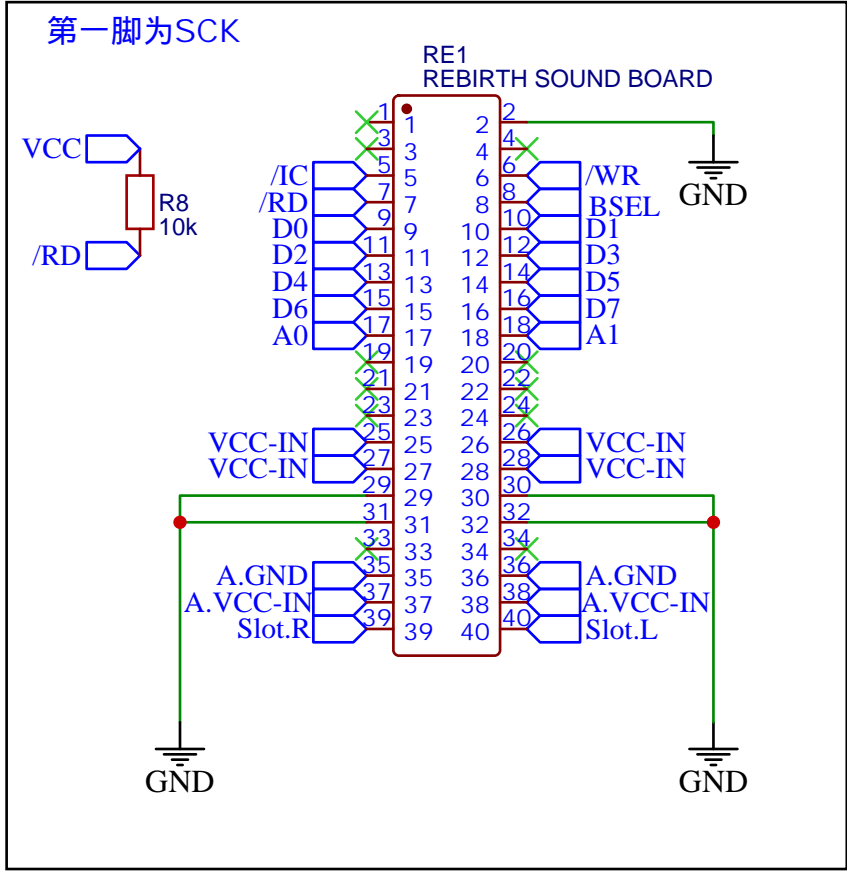 第一脚为SCK
RE1
REBIRTH SOUND BOARD
VCC
R8
10k
/RD
GND
1 1 2 2
3 3 4 4
/IC 5 5 6 6 /WR
/RD 7 7 8 8 BSEL
D0 9 9 10 10 D1
D2 11 11 12 12 D3
D4 13 13 14 14 D5
D6 15 15 16 16 D7
A0 17 17 18 18 A1
19 19 20 20
21 21 22 22
23 23 24 24
VCC-IN 25 25 26 26 VCC-IN
VCC-IN 27 27 28 28 VCC-IN
29 29 30 30
31 31 32 32
33 33 34 34
A.GND 35 35 36 36 A.GND
A.VCC-IN 37 37 38 38 A.VCC-IN
Slot.R 39 39 40 40 Slot.L
GND
GND